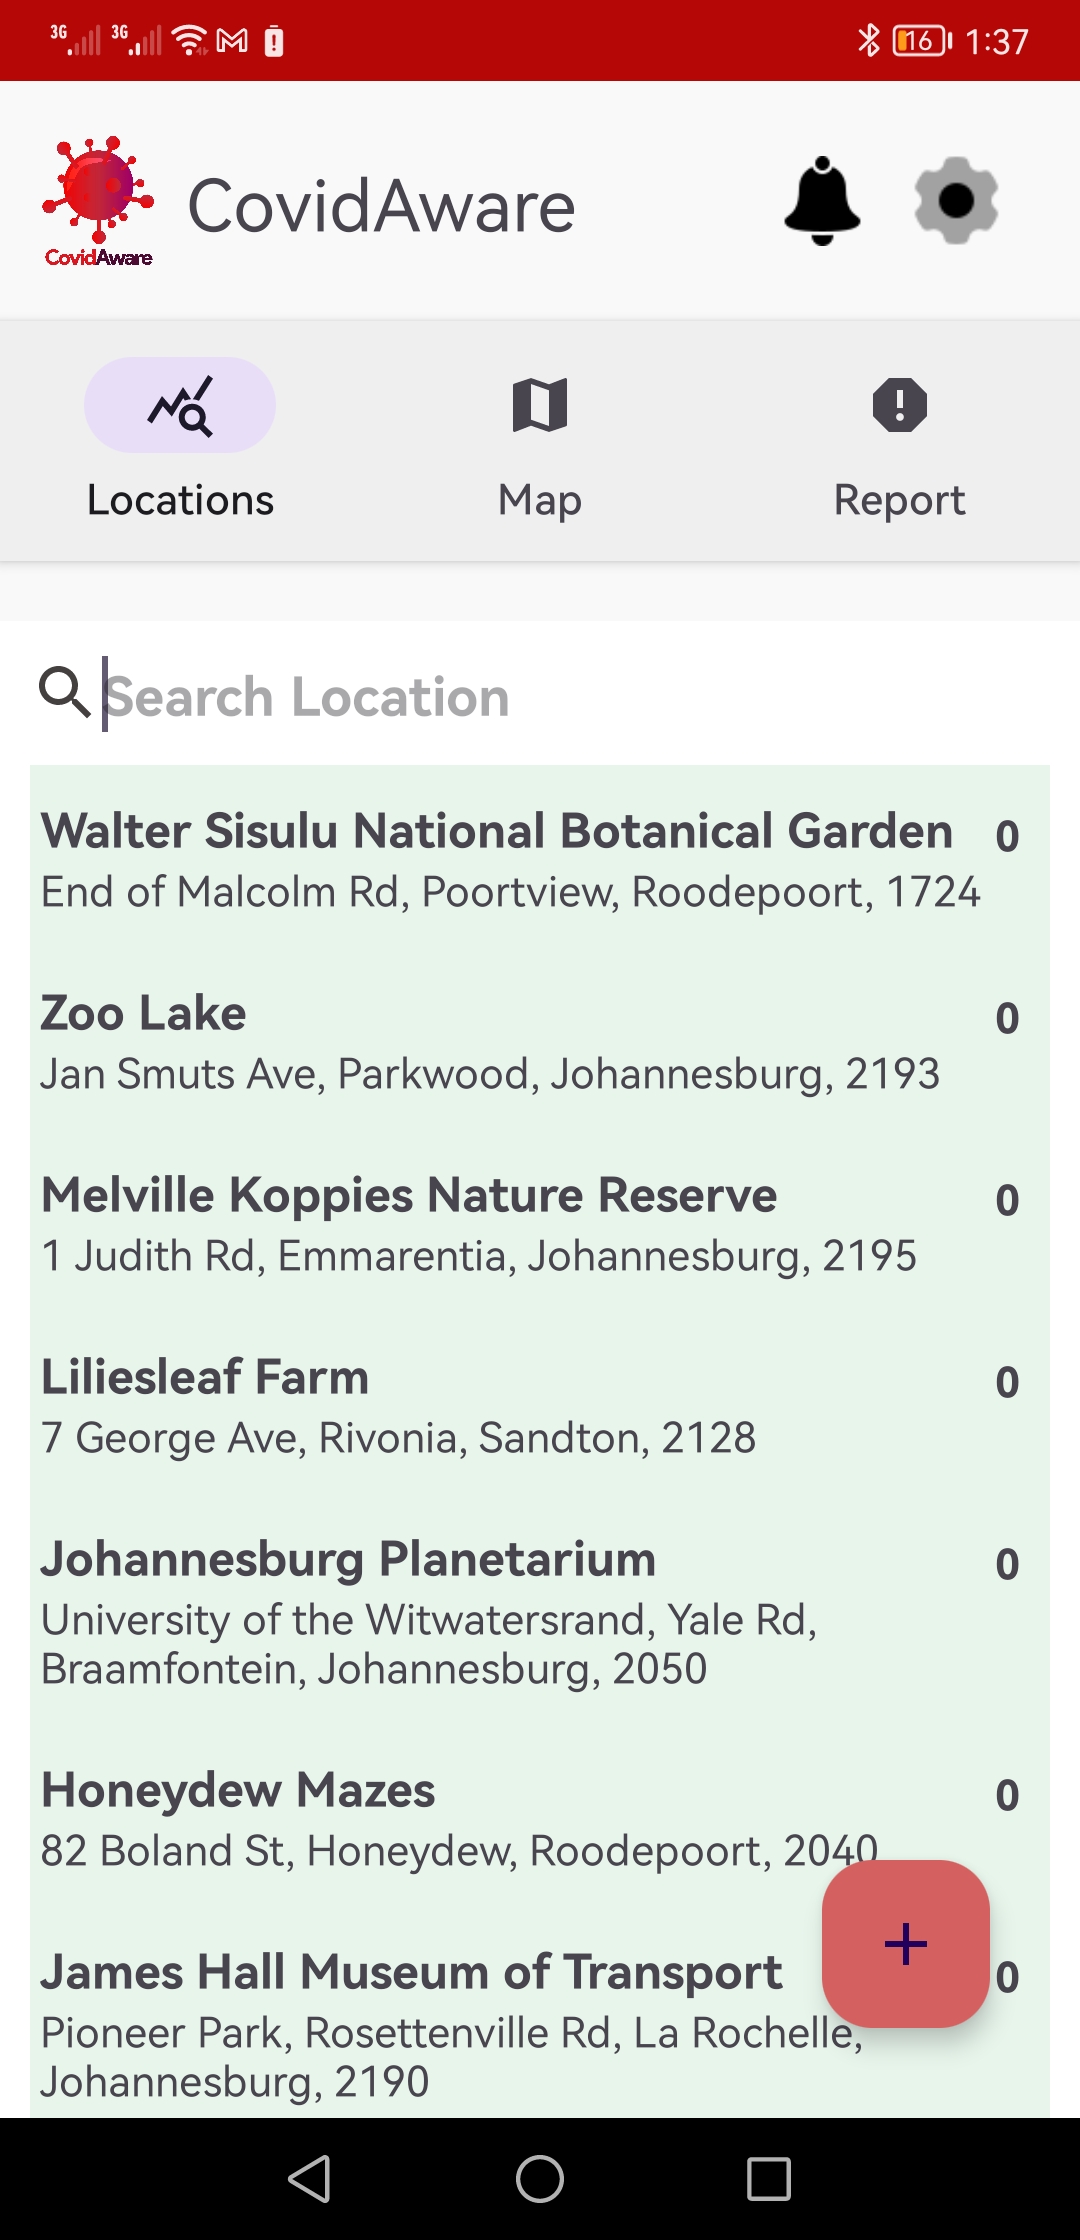 3G 3G 16 1:37
CovidAware
CovidAware
Locations Map Report
Search Location
Walter Sisulu National Botanical Garden 0
End of Malcolm Rd, Poortview, Roodepoort, 1724
Zoo Lake 0
Jan Smuts Ave, Parkwood, Johannesburg, 2193
Melville Koppies Nature Reserve 0
1 Judith Rd, Emmarentia, Johannesburg, 2195
Liliesleaf Farm 0
7 George Ave, Rivonia, Sandton, 2128
Johannesburg Planetarium 0
University of the Witwatersrand, Yale Rd,
Braamfontein, Johannesburg, 2050
Honeydew Mazes 0
82 Boland St, Honeydew, Roodepoort, 2040
James Hall Museum of Transport 0
Pioneer Park, Rosettenville Rd, La Rochelle,
Johannesburg, 2190